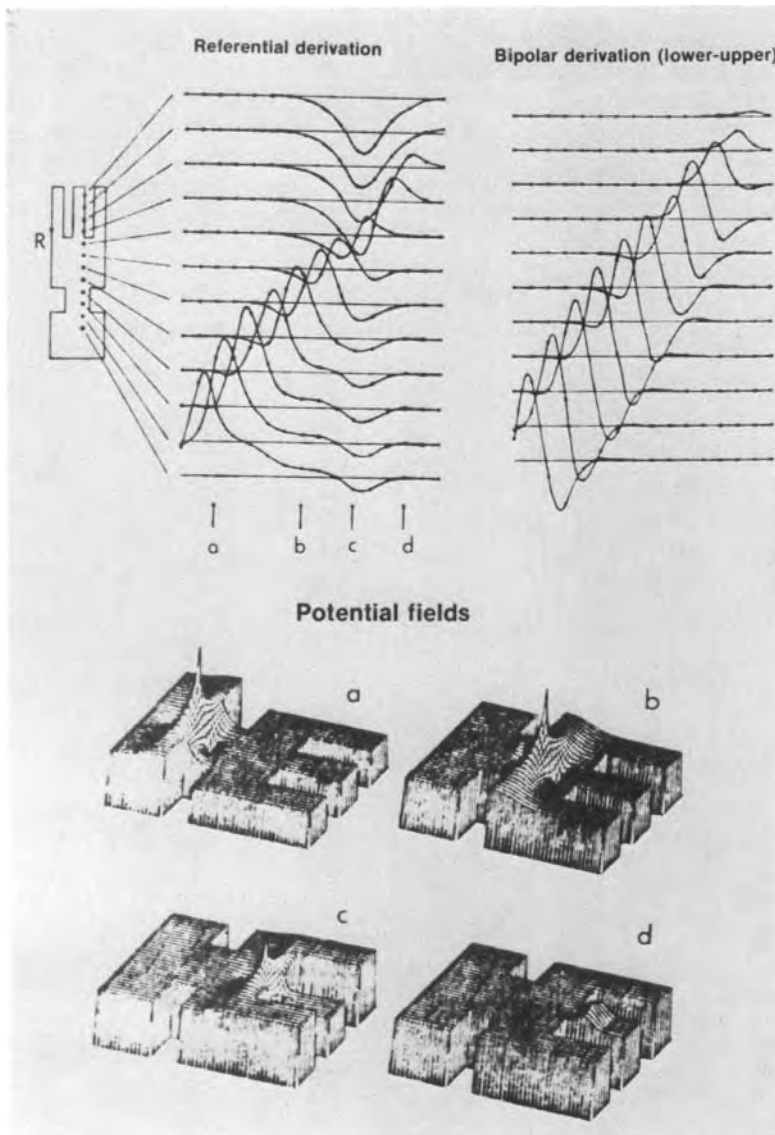 Referential derivation
Bipolar derivation (lower-upper)
R
a b c d
Potential fields
a
b
c
d